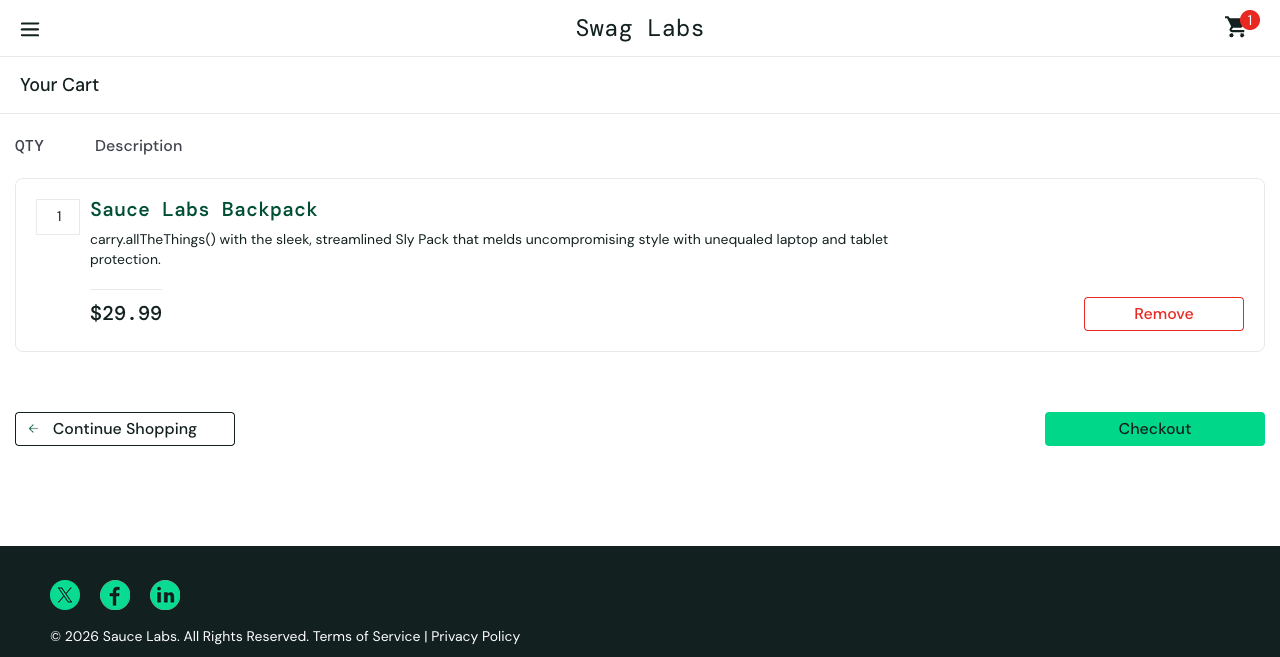 Swag Labs
1
Your Cart
QTY Description
1
Sauce Labs Backpack
carry.allTheThings() with the sleek, streamlined Sly Pack that melds uncompromising style with unequaled laptop and tablet
protection.
$29.99
Remove
Continue Shopping
Checkout
© 2026 Sauce Labs. All Rights Reserved. Terms of Service | Privacy Policy